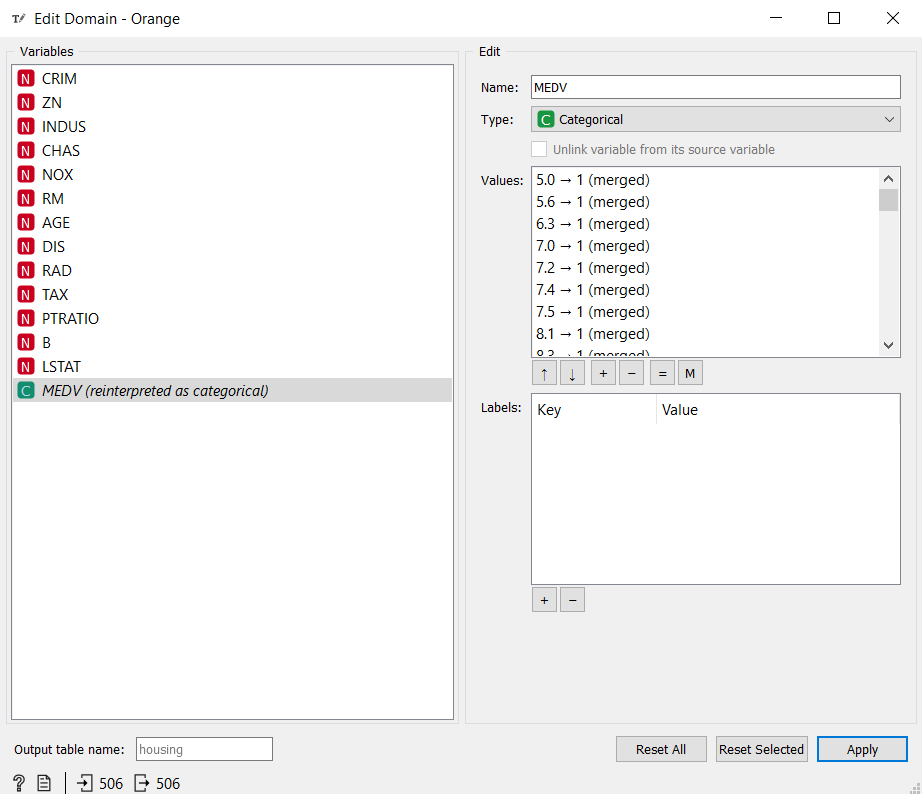 Edit Domain - Orange
Variables
N CRIM
N ZN
N INDUS
N CHAS
N NOX
N RM
N AGE
N DIS
N RAD
N TAX
N PTRATIO
N B
N LSTAT
C MEDV (reinterpreted as categorical)
Edit
Name: MEDV
Type: C Categorical
Unlink variable from its source variable
Values: 5.0 → 1 (merged)
5.6 → 1 (merged)
6.3 → 1 (merged)
7.0 → 1 (merged)
7.2 → 1 (merged)
7.4 → 1 (merged)
7.5 → 1 (merged)
8.1 → 1 (merged)
8.3 → 1 (merged)
↑ ↓ + − = M
Labels: Key Value
+ −
Output table name: housing
Reset All Reset Selected Apply
? 506 506